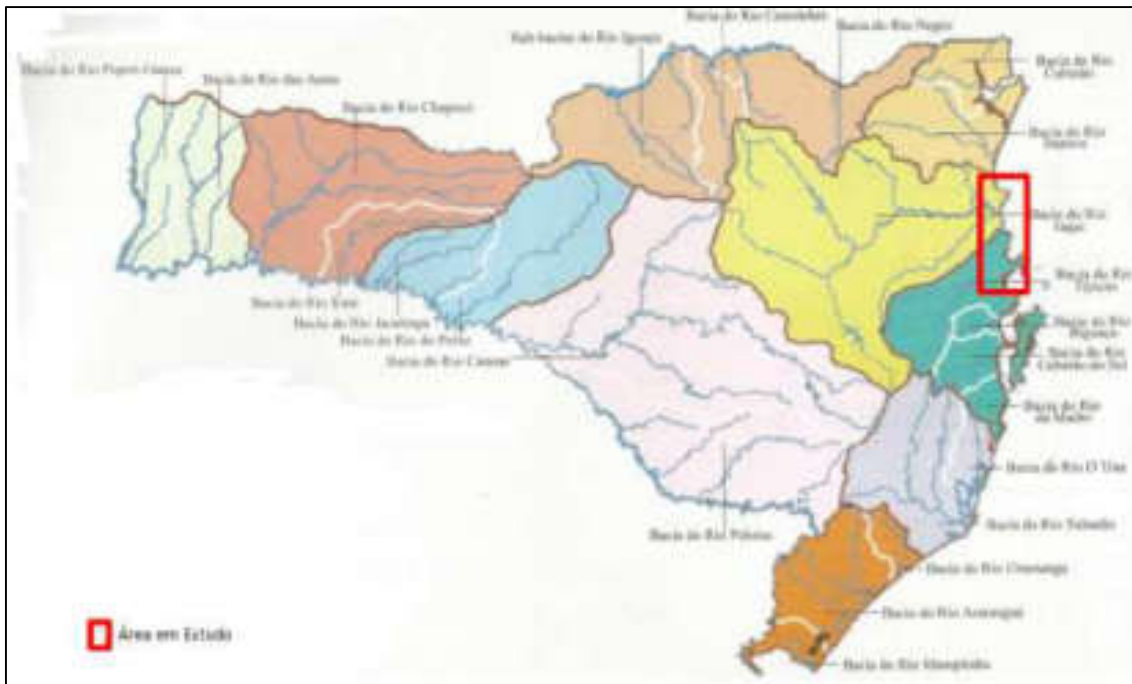 Bacia do Rio Canoinhas
Bacia do Rio Negro
Sub-bacias do Rio Iguaçu
Bacia do Rio Peperi-Guaçu
Bacia do Rio das Antas
Bacia do Rio Chapecó
Bacia do Rio
Cubatão
Bacia do Rio
Itapocu
Bacia do Rio
Itajaí
Bacia do Rio
Tijucas
Bacia do Rio
Biguaçu
Bacia do Rio
Cubatão do Sul
Bacia do Rio
da Madre
Bacia do Rio Irani
Bacia do Rio Jacutinga
Bacia do Rio do Peixe
Bacia do Rio Canoas
Bacia do Rio D'Una
Bacia do Rio Tubarão
Bacia do Rio Pelotas
Bacia do Rio Urussanga
Bacia do Rio Araranguá
Bacia do Rio Mampituba
Área em Estudo